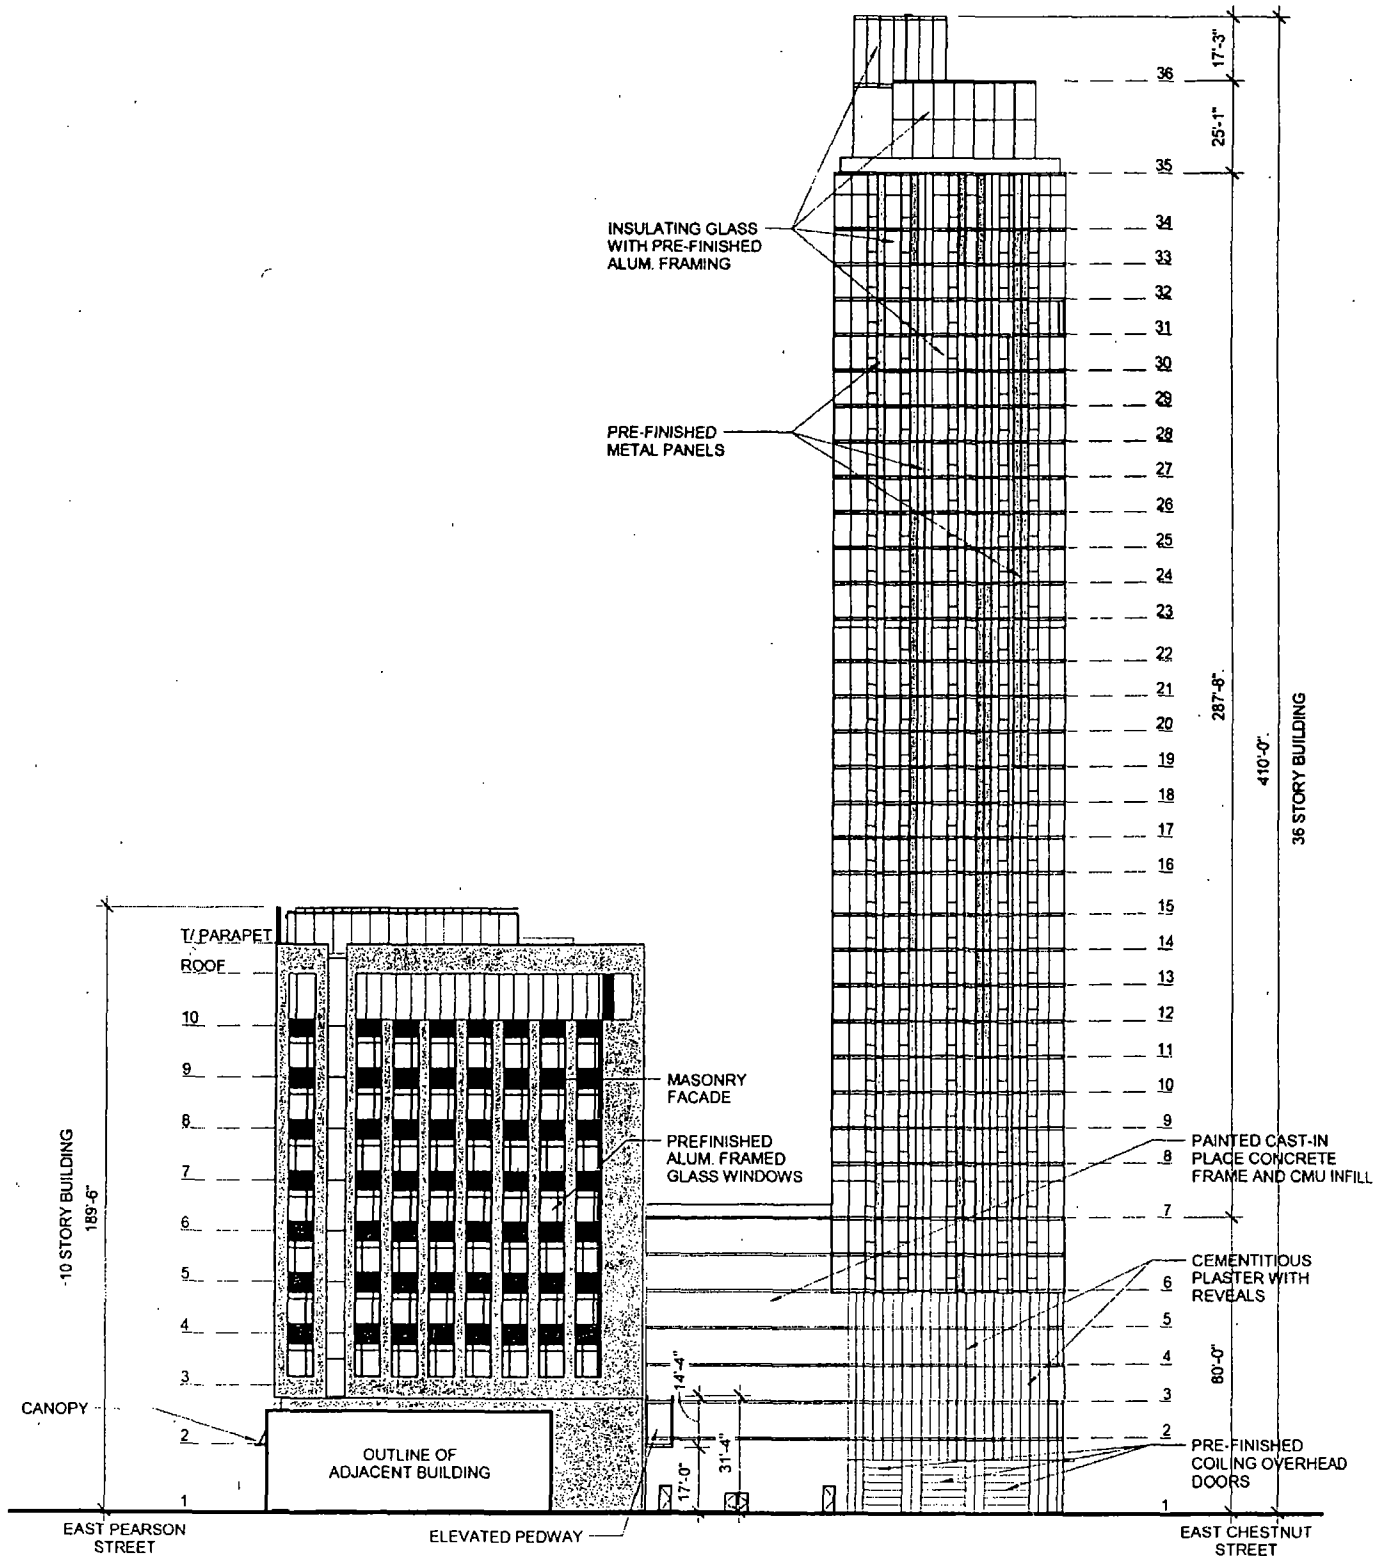 17'-3"
36
25'-1"
35
INSULATING GLASS
WITH PRE-FINISHED
ALUM. FRAMING
34
33
32
31
30
29
PRE-FINISHED
METAL PANELS
28
27
26
25
24
23
22
21
287'-8"
20
410'-0"
36 STORY BUILDING
19
18
17
16
15
14
13
12
11
10
9
8
7
6
5
4
3
2
1
T/ PARAPET
ROOF
10
9
8
7
6
5
4
3
2
1
10 STORY BUILDING
189'-6"
MASONRY
FACADE
PREFINISHED
ALUM. FRAMED
GLASS WINDOWS
PAINTED CAST-IN
PLACE CONCRETE
FRAME AND CMU INFILL
CEMENTITIOUS
PLASTER WITH
REVEALS
80'-0"
14'-4"
31'-4"
17'-0"
CANOPY
OUTLINE OF
ADJACENT BUILDING
PRE-FINISHED
COILING OVERHEAD
DOORS
EAST PEARSON
STREET
ELEVATED PEDWAY
EAST CHESTNUT
STREET